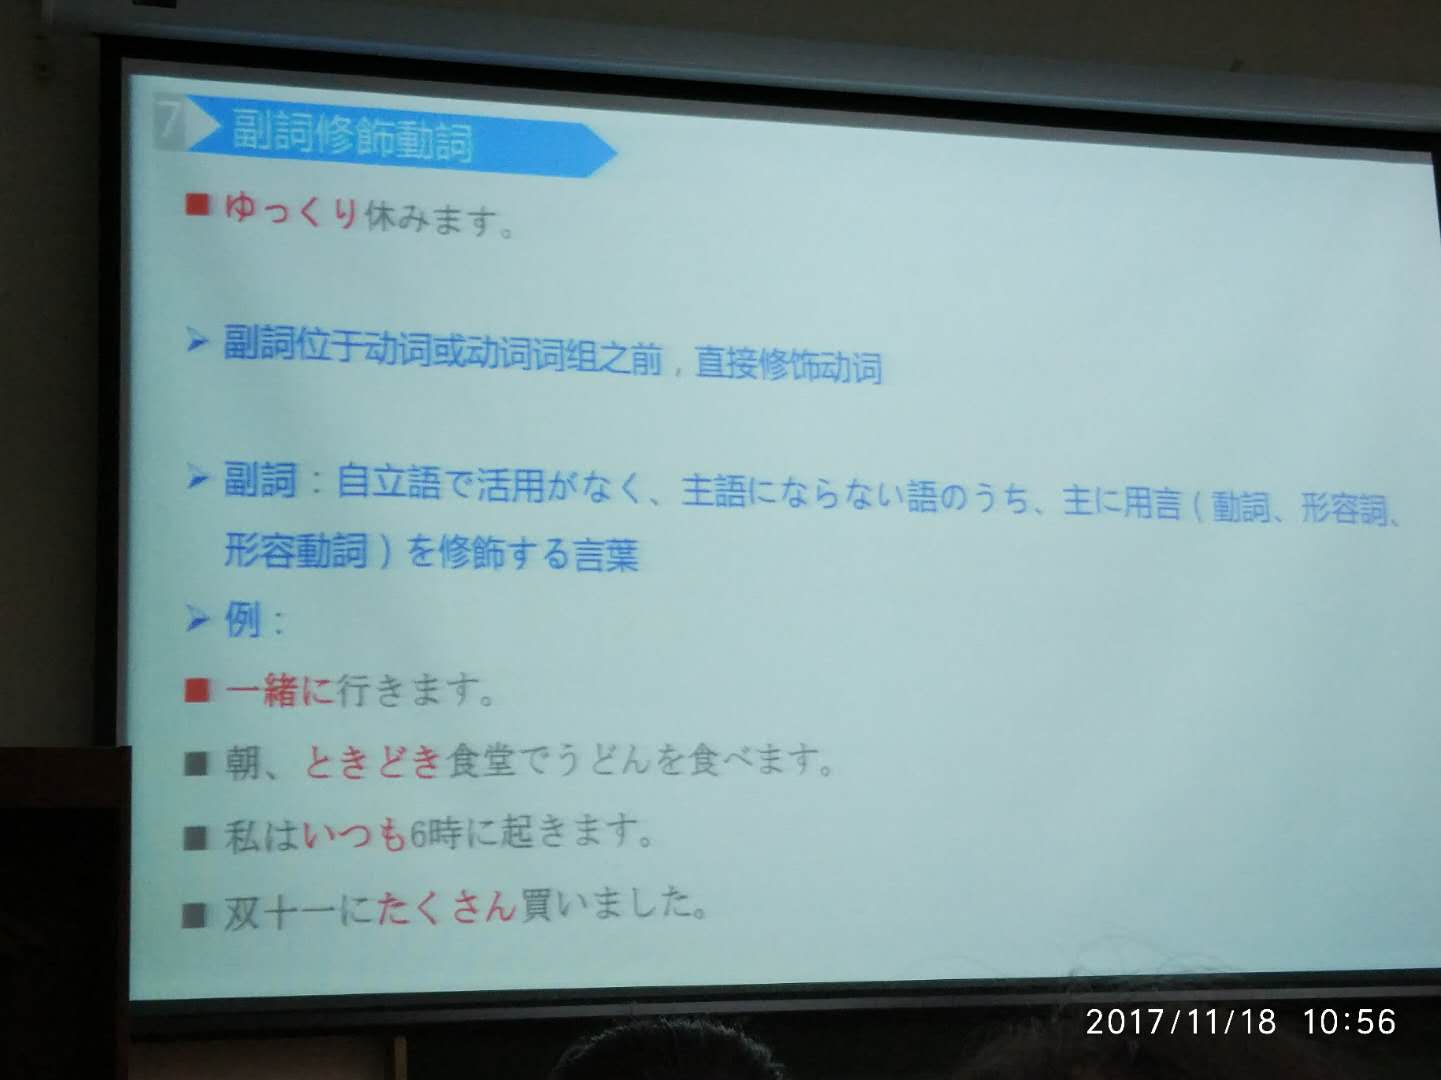 7 副詞修飾動詞
ゆっくり休みます。
副詞位于动词或动词词组之前，直接修饰动词
副詞：自立語で活用がなく、主語にならない語のうち、主に用言（動詞、形容詞、
形容動詞）を修飾する言葉
例：
一緒に行きます。
朝、ときどき食堂でうどんを食べます。
私はいつも6時に起きます。
双十一にたくさん買いました。
2017/11/18 10:56